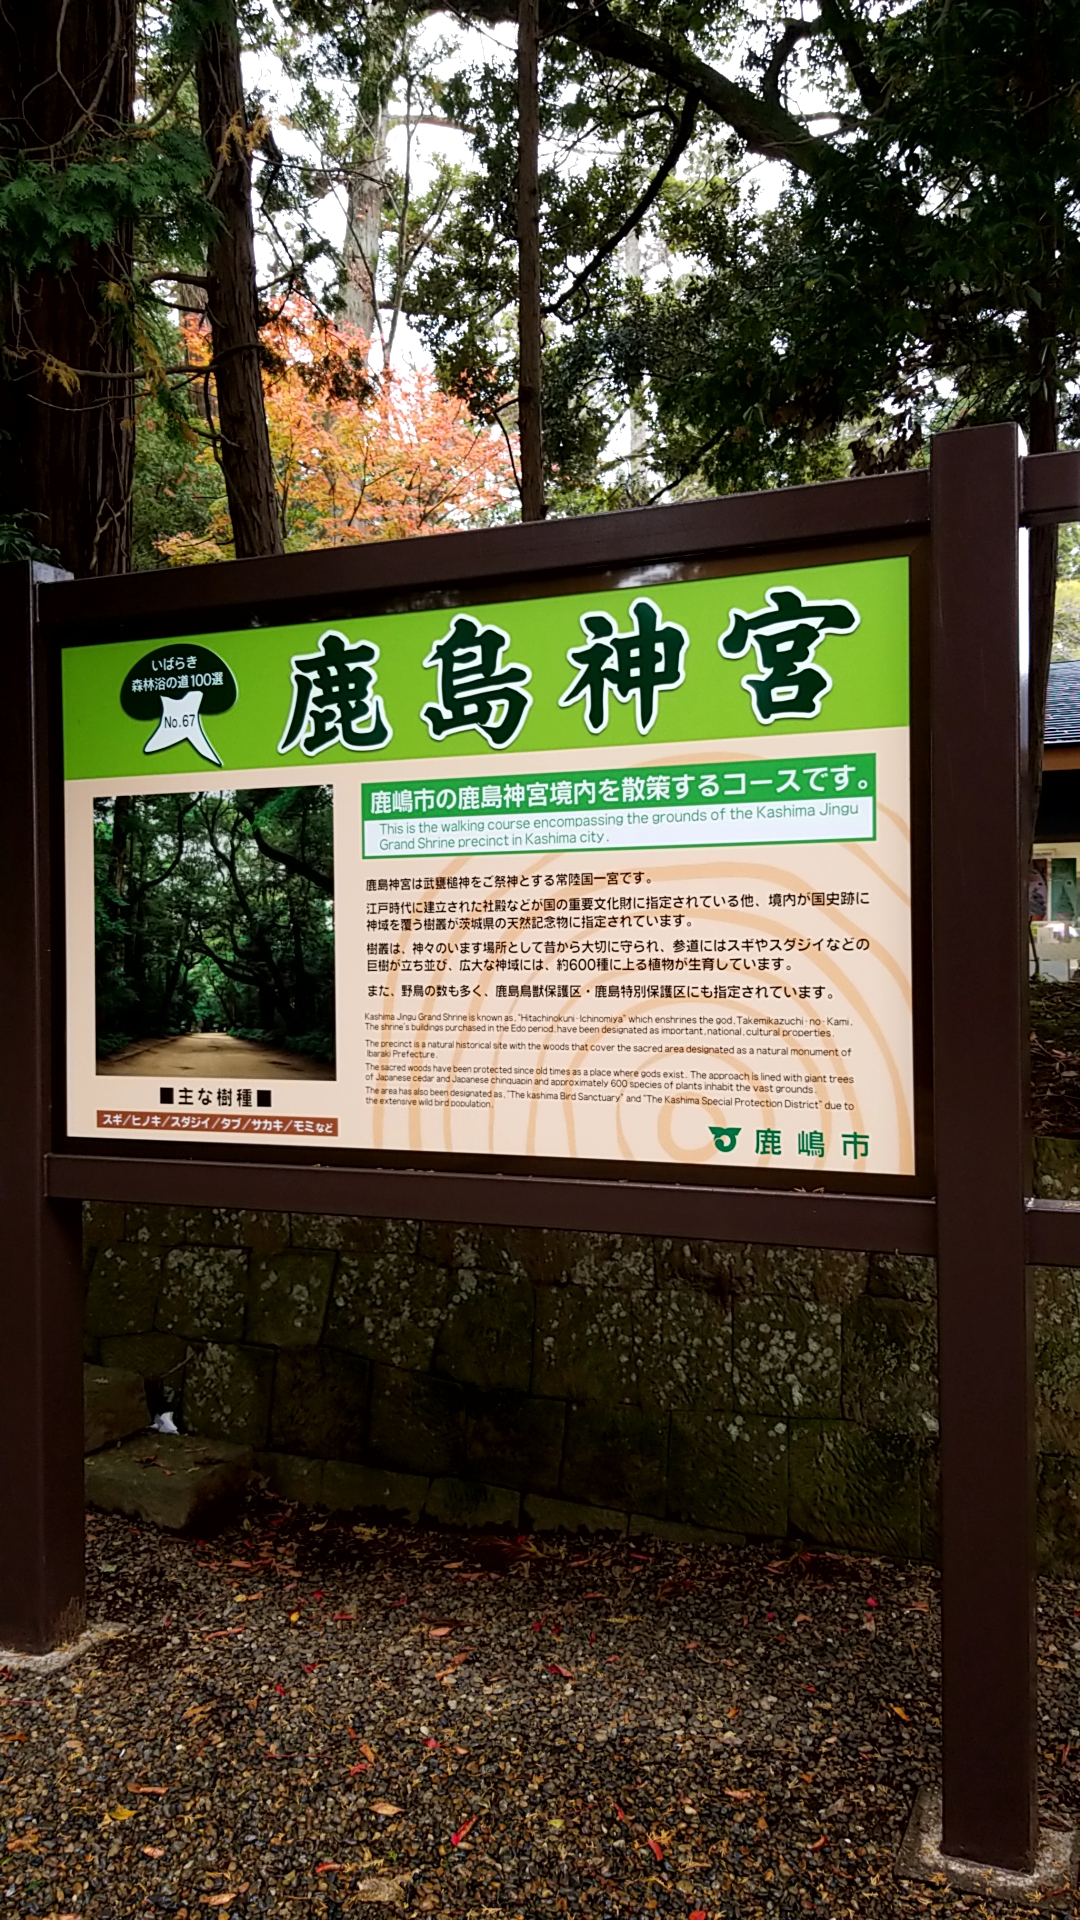 いばらき
森林浴の道100選
No.67
鹿島神宮
鹿嶋市の鹿島神宮境内を散策するコースです。
This is the walking course encompassing the grounds of the Kashima Jingu
Grand Shrine precinct in Kashima city.
鹿島神宮は武甕槌神をご祭神とする常陸国一宮です。
江戸時代に建立された社殿などが国の重要文化財に指定されている他、境内が国史跡に
神域を覆う樹叢が茨城県の天然記念物に指定されています。
樹叢は、神々のいます場所として昔から大切に守られ、参道にはスギやスダジイなどの
巨樹が立ち並び、広大な神域には、約600種に上る植物が生育しています。
また、野鳥の数も多く、鹿島鳥獣保護区・鹿島特別保護区にも指定されています。
Kashima Jingu Grand Shrine is known as, "Hitachinokuni-Ichinomiya" which enshrines the god, Takemikazuchi-no-Kami.
The shrine's buildings purchased in the Edo period, have been designated as important, national, cultural properties.
The precinct is a natural historical site with the woods that cover the sacred area designated as a natural monument of
Ibaraki Prefecture.
The sacred woods have been protected since old times as a place where gods exist. The approach is lined with giant trees
of Japanese cedar and Japanese chinquapin and approximately 600 species of plants inhabit the vast grounds.
The area has also been designated as, "The kashima Bird Sanctuary" and "The Kashima Special Protection District" due to
the extensive wild bird population.
■主な樹種■
スギ/ヒノキ/スダジイ/タブ/サカキ/モミなど
鹿嶋市